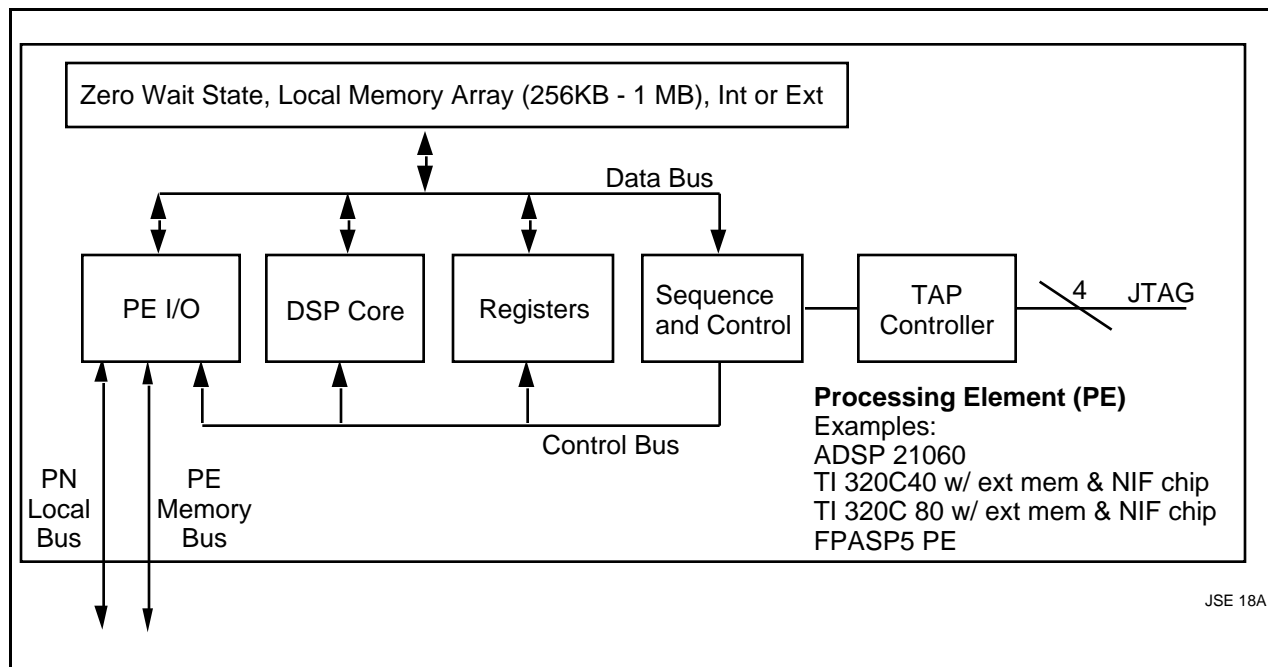 Zero Wait State, Local Memory Array (256KB - 1 MB), Int or Ext
Data Bus
PE I/O
DSP Core
Registers
Sequence
and Control
TAP
Controller
4
JTAG
Control Bus
PN
Local
Bus
PE
Memory
Bus
Processing Element (PE)
Examples:
ADSP 21060
TI 320C40 w/ ext mem & NIF chip
TI 320C 80 w/ ext mem & NIF chip
FPASP5 PE
JSE 18A